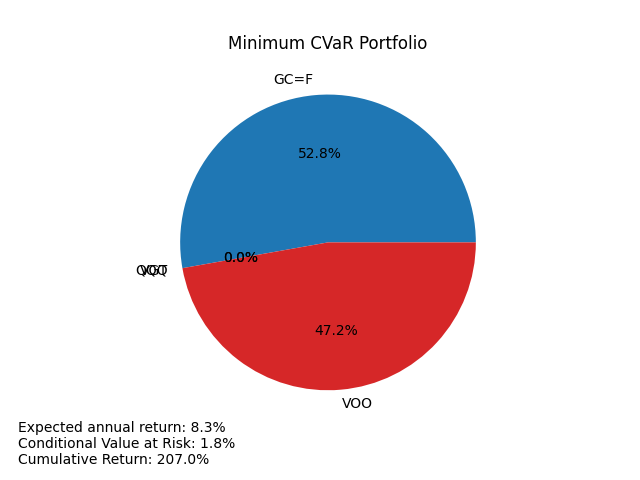 Minimum CVaR Portfolio
GC=F
52.8%
0.0%
47.2%
VOO
Expected annual return: 8.3%
Conditional Value at Risk: 1.8%
Cumulative Return: 207.0%